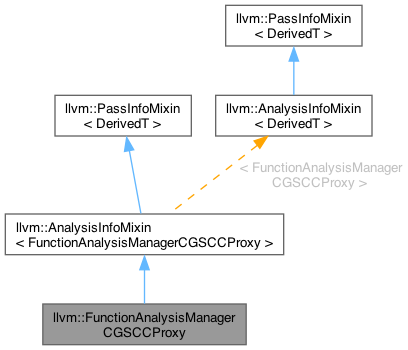 llvm::PassInfoMixin
< DerivedT >
llvm::PassInfoMixin
< DerivedT >
llvm::AnalysisInfoMixin
< DerivedT >
< FunctionAnalysisManager
CGSCCProxy >
llvm::AnalysisInfoMixin
< FunctionAnalysisManagerCGSCCProxy >
llvm::FunctionAnalysisManager
CGSCCProxy